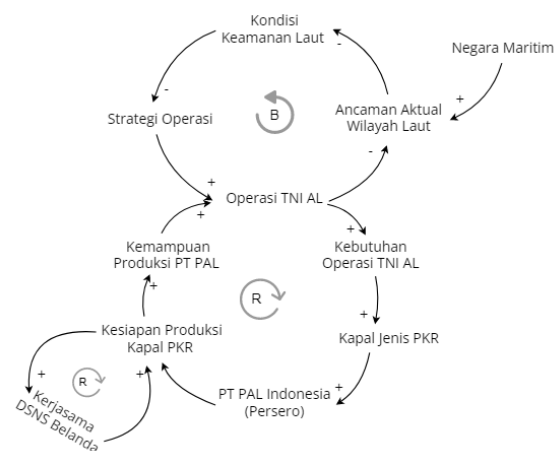 Kondisi
Keamanan Laut
Negara Maritim
-
-
+
B
Strategi Operasi
Ancaman Aktual
Wilayah Laut
-
+
Operasi TNI AL
+
+
Kemampuan
Produksi PT PAL
Kebutuhan
Operasi TNI AL
+
R
+
Kesiapan Produksi
Kapal PKR
Kapal Jenis PKR
+
R
+
PT PAL Indonesia
(Persero)
+
Kerjasama
DSNS Belanda